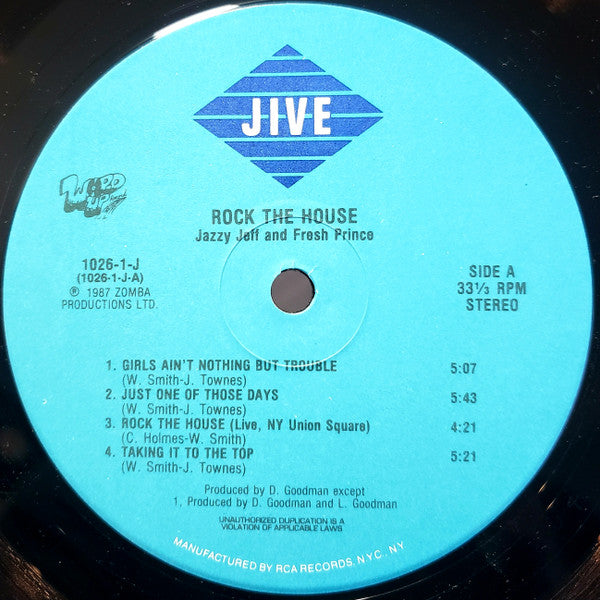 JIVE
WORD
UP
ROCK THE HOUSE
Jazzy Jeff and Fresh Prince
1026-1-J
(1026-1-J-A)
℗ 1987 ZOMBA
PRODUCTIONS LTD.
SIDE A
33⅓ RPM
STEREO
1. GIRLS AIN'T NOTHING BUT TROUBLE 5:07
(W. Smith-J. Townes)
2. JUST ONE OF THOSE DAYS 5:43
(W. Smith-J. Townes)
3. ROCK THE HOUSE (Live, NY Union Square) 4:21
(C. Holmes-W. Smith)
4. TAKING IT TO THE TOP 5:21
(W. Smith-J. Townes)
Produced by D. Goodman except
1, Produced by D. Goodman and L. Goodman
UNAUTHORIZED DUPLICATION IS A
VIOLATION OF APPLICABLE LAWS
MANUFACTURED BY RCA RECORDS, N.Y.C., N.Y.